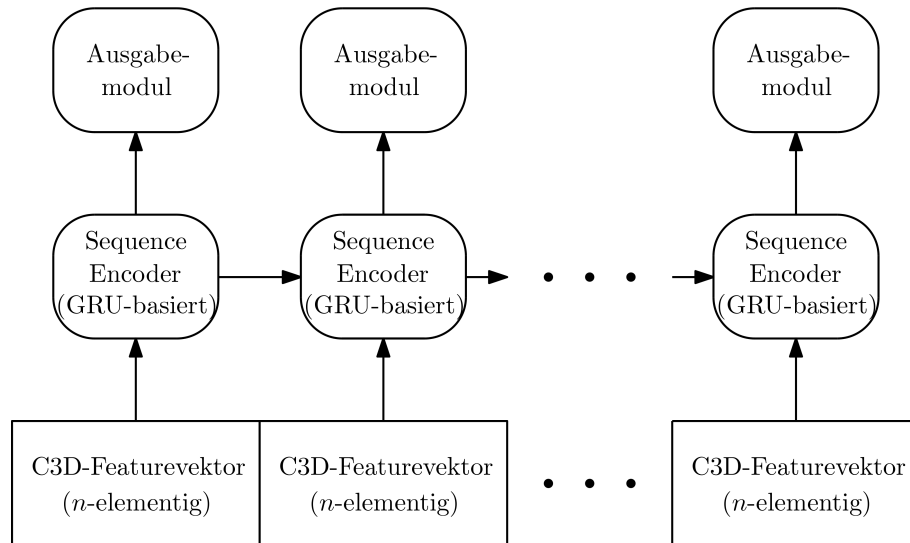 Ausgabe-
modul
Ausgabe-
modul
Ausgabe-
modul
Sequence
Encoder
(GRU-basiert)
Sequence
Encoder
(GRU-basiert)
Sequence
Encoder
(GRU-basiert)
C3D-Featurevektor
(n-elementig)
C3D-Featurevektor
(n-elementig)
C3D-Featurevektor
(n-elementig)